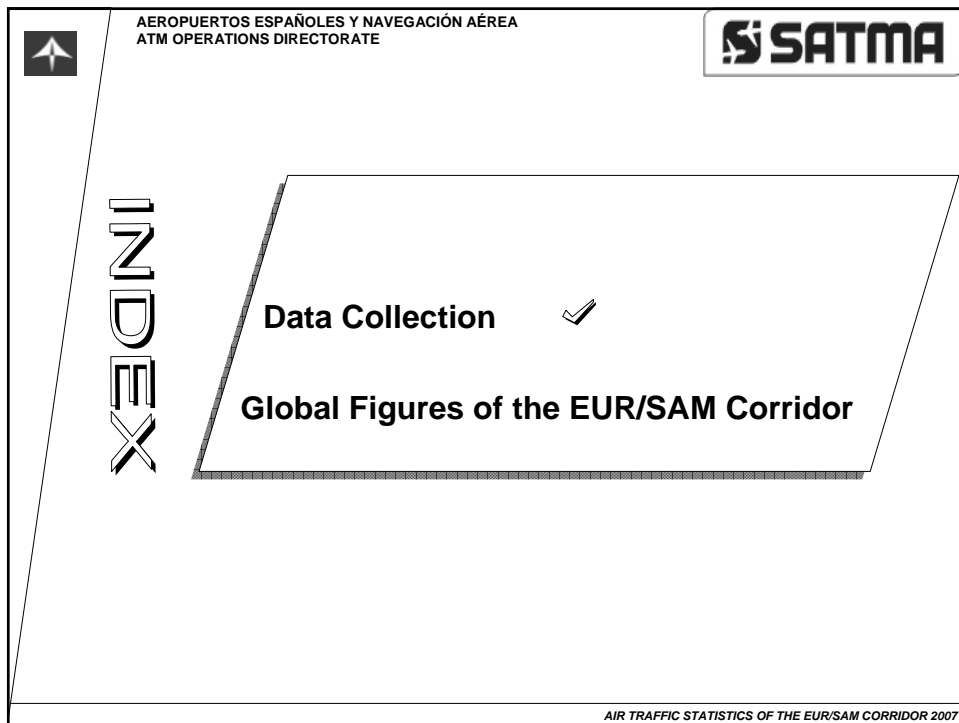 AEROPUERTOS ESPAÑOLES Y NAVEGACIÓN AÉREA
ATM OPERATIONS DIRECTORATE
SATMA
INDEX
Data Collection
Global Figures of the EUR/SAM Corridor
AIR TRAFFIC STATISTICS OF THE EUR/SAM CORRIDOR 2007